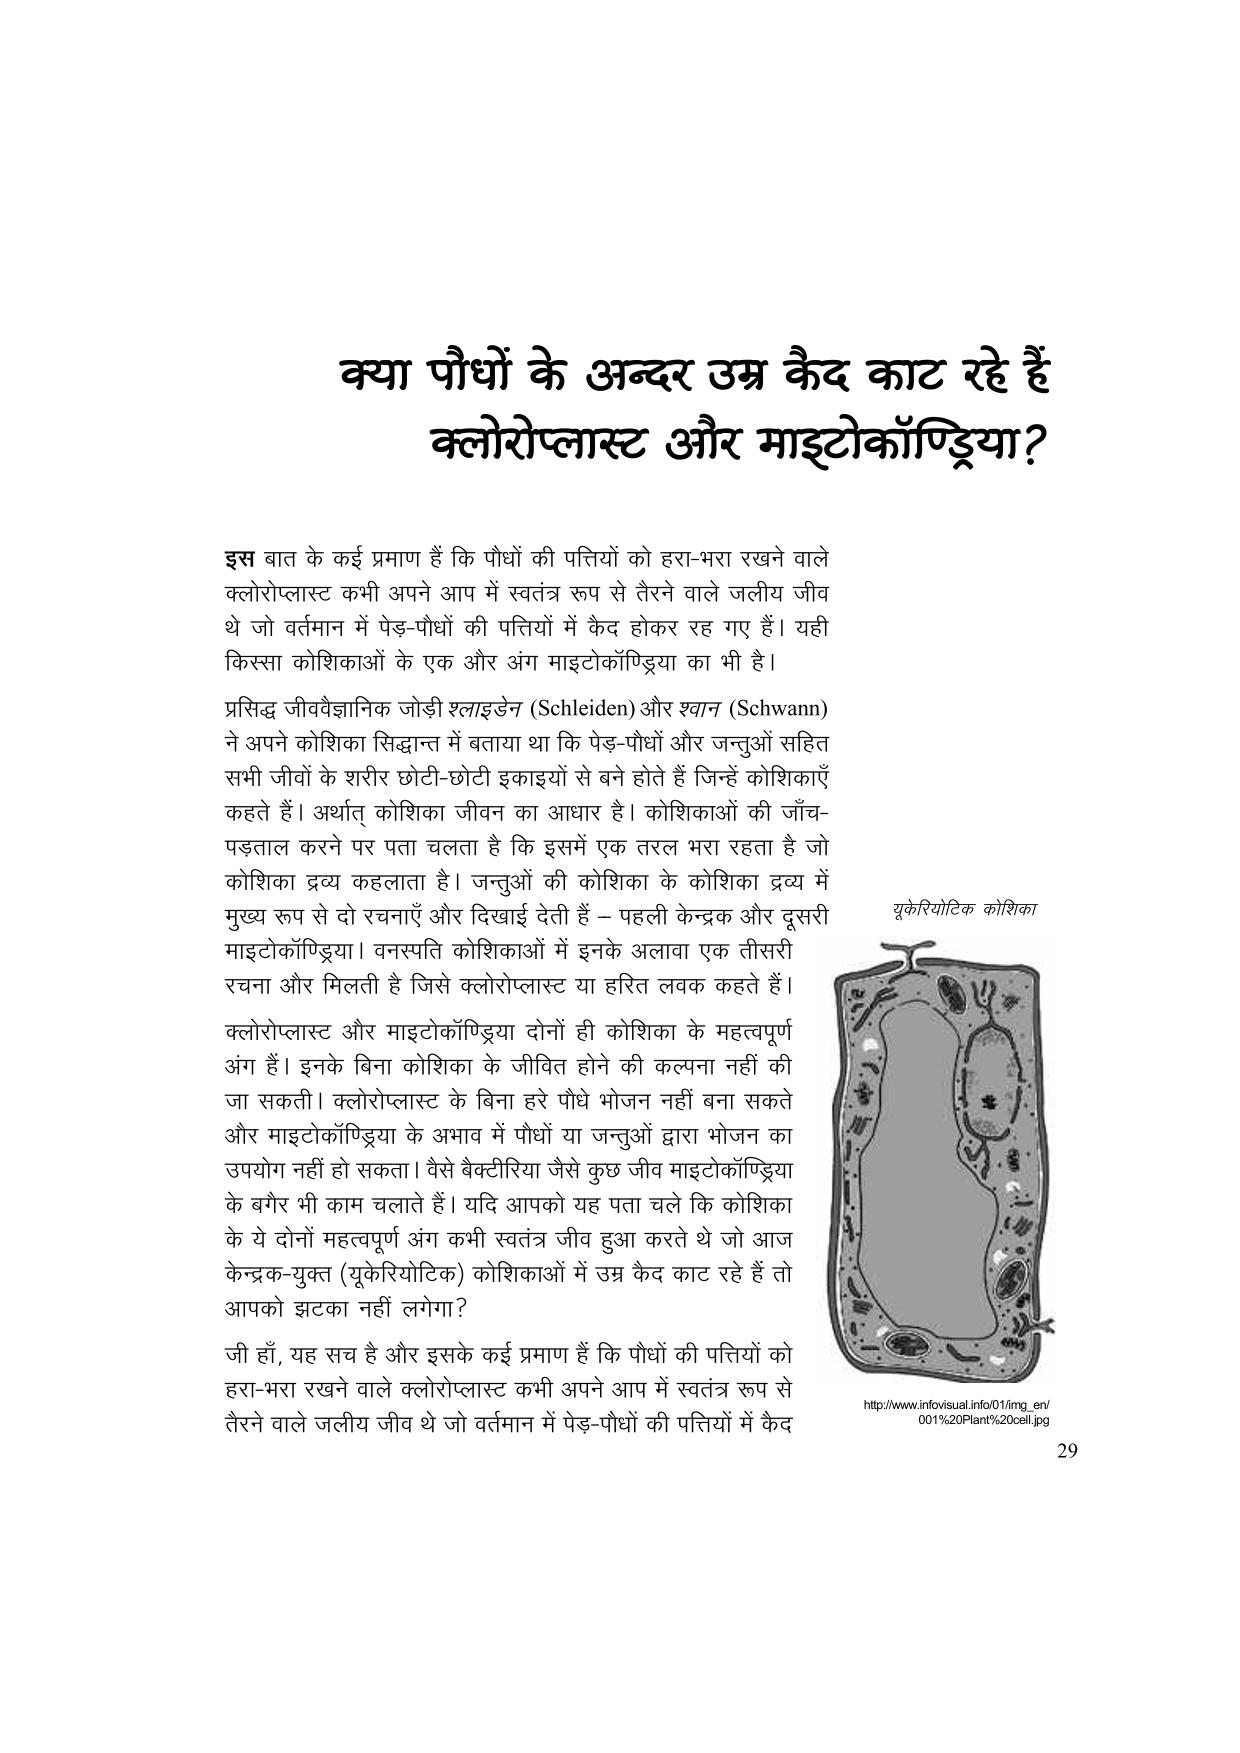 क्या पौधों के अन्दर उम्र कैद काट रहे हैं
क्लोरोप्लास्ट और माइटोकॉण्ड्रिया?
इस बात के कई प्रमाण हैं कि पौधों की पत्तियों को हरा-भरा रखने वाले
क्लोरोप्लास्ट कभी अपने आप में स्वतंत्र रूप से तैरने वाले जलीय जीव
थे जो वर्तमान में पेड़-पौधों की पत्तियों में कैद होकर रह गए हैं। यही
किस्सा कोशिकाओं के एक और अंग माइटोकॉण्ड्रिया का भी है।
प्रसिद्ध जीववैज्ञानिक जोड़ी श्लाइडेन (Schleiden) और श्वान (Schwann)
ने अपने कोशिका सिद्धान्त में बताया था कि पेड़-पौधों और जन्तुओं सहित
सभी जीवों के शरीर छोटी-छोटी इकाइयों से बने होते हैं जिन्हें कोशिकाएँ
कहते हैं। अर्थात् कोशिका जीवन का आधार है। कोशिकाओं की जाँच-
पड़ताल करने पर पता चलता है कि इसमें एक तरल भरा रहता है जो
कोशिका द्रव्य कहलाता है। जन्तुओं की कोशिका के कोशिका द्रव्य में
मुख्य रूप से दो रचनाएँ और दिखाई देती हैं – पहली केन्द्रक और दूसरी
माइटोकॉण्ड्रिया। वनस्पति कोशिकाओं में इनके अलावा एक तीसरी
रचना और मिलती है जिसे क्लोरोप्लास्ट या हरित लवक कहते हैं।
क्लोरोप्लास्ट और माइटोकॉण्ड्रिया दोनों ही कोशिका के महत्वपूर्ण
अंग हैं। इनके बिना कोशिका के जीवित होने की कल्पना नहीं की
जा सकती। क्लोरोप्लास्ट के बिना हरे पौधे भोजन नहीं बना सकते
और माइटोकॉण्ड्रिया के अभाव में पौधों या जन्तुओं द्वारा भोजन का
उपयोग नहीं हो सकता। वैसे बैक्टीरिया जैसे कुछ जीव माइटोकॉण्ड्रिया
के बगैर भी काम चलाते हैं। यदि आपको यह पता चले कि कोशिका
के ये दोनों महत्वपूर्ण अंग कभी स्वतंत्र जीव हुआ करते थे जो आज
केन्द्रक-युक्त (यूकेरियोटिक) कोशिकाओं में उम्र कैद काट रहे हैं तो
आपको झटका नहीं लगेगा?
जी हाँ, यह सच है और इसके कई प्रमाण हैं कि पौधों की पत्तियों को
हरा-भरा रखने वाले क्लोरोप्लास्ट कभी अपने आप में स्वतंत्र रूप से
तैरने वाले जलीय जीव थे जो वर्तमान में पेड़-पौधों की पत्तियों में कैद
यूकेरियोटिक कोशिका
http://www.infovisual.info/01/img_en/
001%20Plant%20cell.jpg
29